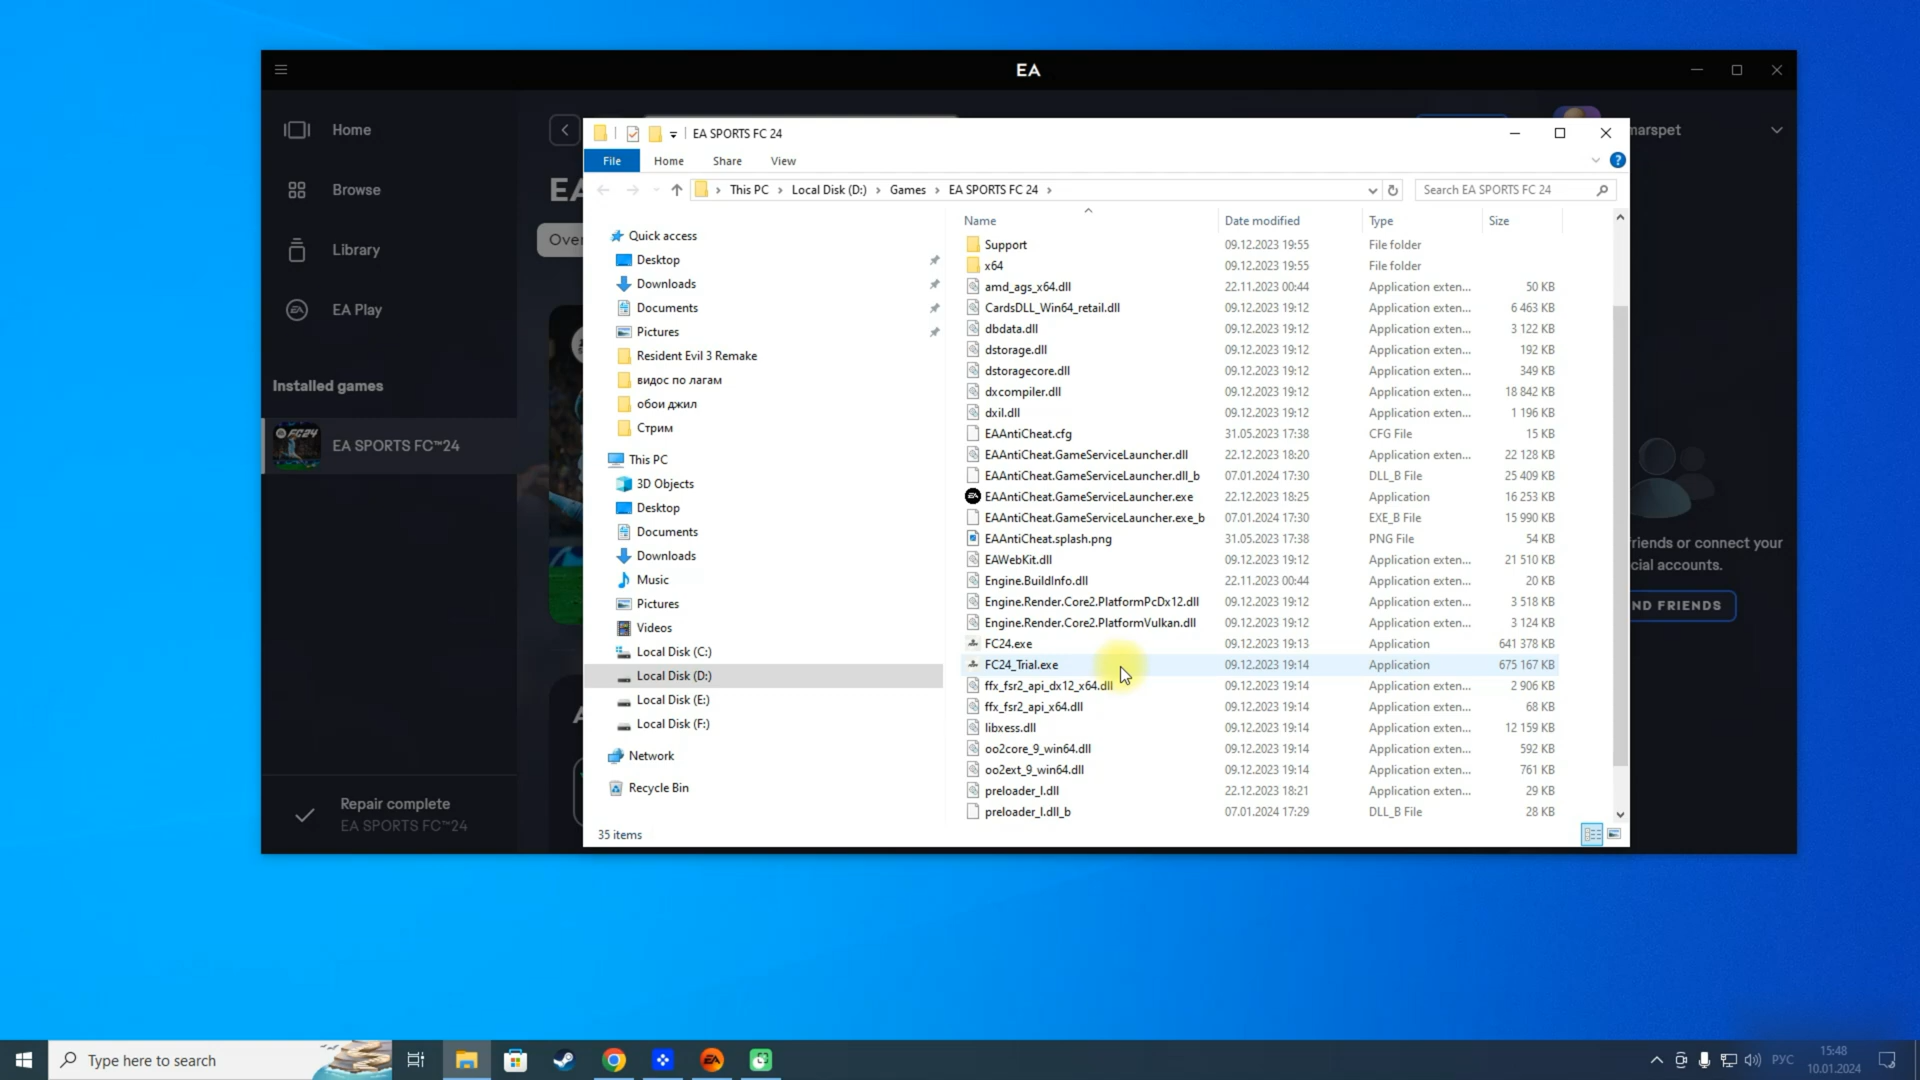 EA
Home
Browse
Library
EA Play
Installed games
EA SPORTS FC™24
Repair complete
EA SPORTS FC™24
EA
Over
marspet
riends or connect your
cial accounts.
ND FRIENDS
EA SPORTS FC 24
File Home Share View
This PC › Local Disk (D:) › Games › EA SPORTS FC 24 ›
Search EA SPORTS FC 24
Quick access
Desktop
Downloads
Documents
Pictures
Resident Evil 3 Remake
видос по лагам
обои джил
Стрим
This PC
3D Objects
Desktop
Documents
Downloads
Music
Pictures
Videos
Local Disk (C:)
Local Disk (D:)
Local Disk (E:)
Local Disk (F:)
Network
Recycle Bin
Name Date modified Type Size
Support 09.12.2023 19:55 File folder
x64 09.12.2023 19:55 File folder
amd_ags_x64.dll 22.11.2023 00:44 Application exten... 50 KB
CardsDLL_Win64_retail.dll 09.12.2023 19:12 Application exten... 6 463 KB
dbdata.dll 09.12.2023 19:12 Application exten... 3 122 KB
dstorage.dll 09.12.2023 19:12 Application exten... 192 KB
dstoragecore.dll 09.12.2023 19:12 Application exten... 349 KB
dxcompiler.dll 09.12.2023 19:12 Application exten... 18 842 KB
dxil.dll 09.12.2023 19:12 Application exten... 1 196 KB
EAAntiCheat.cfg 31.05.2023 17:38 CFG File 15 KB
EAAntiCheat.GameServiceLauncher.dll 22.12.2023 18:20 Application exten... 22 128 KB
EAAntiCheat.GameServiceLauncher.dll_b 07.01.2024 17:30 DLL_B File 25 409 KB
EAAntiCheat.GameServiceLauncher.exe 22.12.2023 18:25 Application 16 253 KB
EAAntiCheat.GameServiceLauncher.exe_b 07.01.2024 17:30 EXE_B File 15 990 KB
EAAntiCheat.splash.png 31.05.2023 17:38 PNG File 54 KB
EAWebKit.dll 09.12.2023 19:12 Application exten... 21 510 KB
Engine.BuildInfo.dll 22.11.2023 00:44 Application exten... 20 KB
Engine.Render.Core2.PlatformPcDx12.dll 09.12.2023 19:12 Application exten... 3 518 KB
Engine.Render.Core2.PlatformVulkan.dll 09.12.2023 19:12 Application exten... 3 124 KB
FC24.exe 09.12.2023 19:13 Application 641 378 KB
FC24_Trial.exe 09.12.2023 19:14 Application 675 167 KB
ffx_fsr2_api_dx12_x64.dll 09.12.2023 19:14 Application exten... 2 906 KB
ffx_fsr2_api_x64.dll 09.12.2023 19:14 Application exten... 68 KB
libxess.dll 09.12.2023 19:14 Application exten... 12 159 KB
oo2core_9_win64.dll 09.12.2023 19:14 Application exten... 592 KB
oo2ext_9_win64.dll 09.12.2023 19:14 Application exten... 761 KB
preloader_l.dll 22.12.2023 18:21 Application exten... 29 KB
preloader_l.dll_b 07.01.2024 17:29 DLL_B File 28 KB
35 items
Type here to search
РУС
15:48
10.01.2024